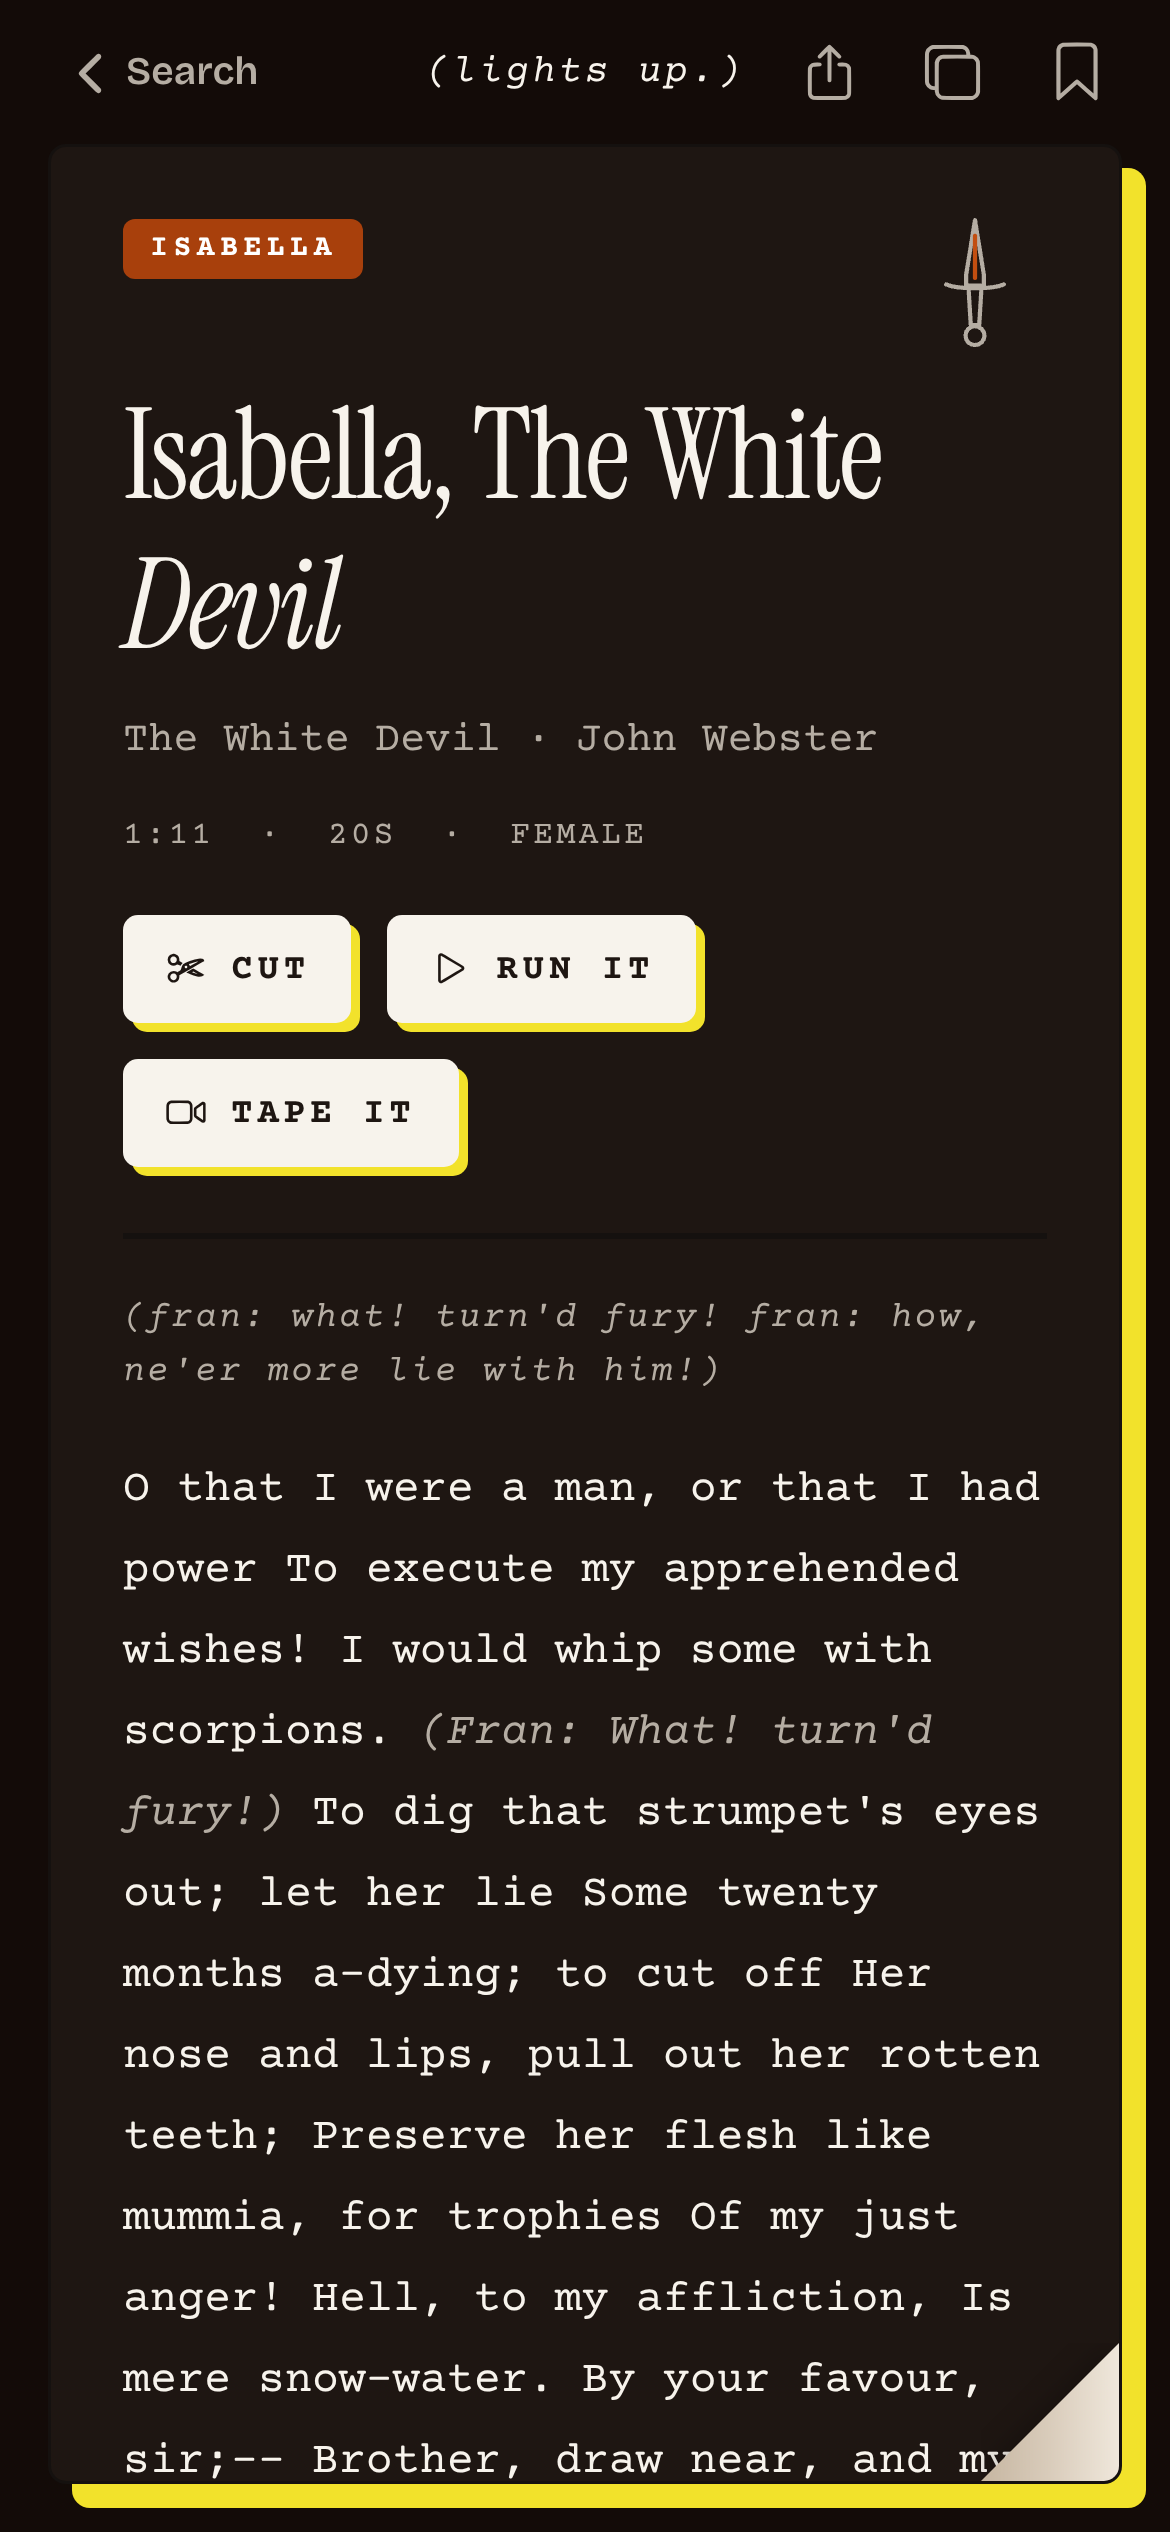 Search
(lights up.)
ISABELLA
Isabella, The White
Devil
The White Devil · John Webster
1:11 · 20S · FEMALE
CUT
RUN IT
TAPE IT
(fran: what! turn'd fury! fran: how,
ne'er more lie with him!)
O that I were a man, or that I had
power To execute my apprehended
wishes! I would whip some with
scorpions. (Fran: What! turn'd
fury!) To dig that strumpet's eyes
out; let her lie Some twenty
months a-dying; to cut off Her
nose and lips, pull out her rotten
teeth; Preserve her flesh like
mummia, for trophies Of my just
anger! Hell, to my affliction, Is
mere snow-water. By your favour,
sir;-- Brother, draw near, and my